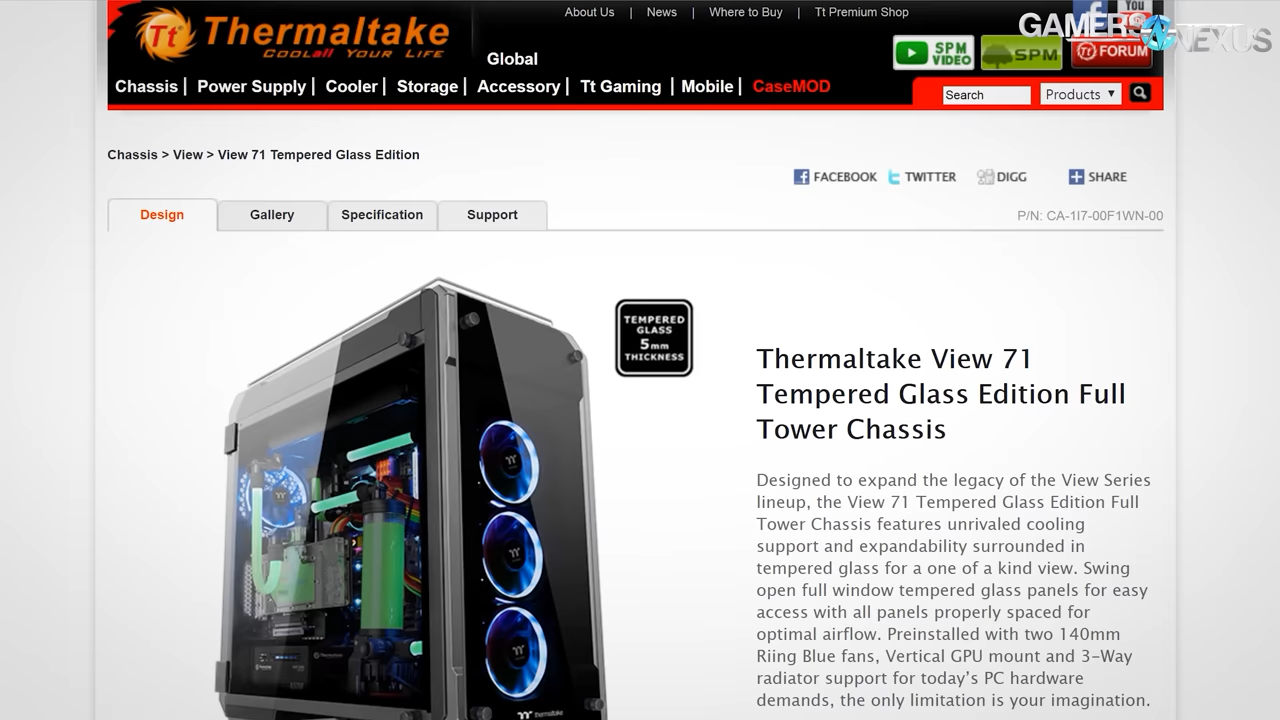 About Us | News | Where to Buy | Tt Premium Shop
GAMERS NEXUS
You
Tt Thermaltake
COOL all YOUR LIFE
Global
SPM VIDEO
SPM
Tt FORUM
Chassis | Power Supply | Cooler | Storage | Accessory | Tt Gaming | Mobile | CaseMOD
Search
Products
Chassis > View > View 71 Tempered Glass Edition
FACEBOOK TWITTER DIGG SHARE
Design Gallery Specification Support
P/N: CA-1I7-00F1WN-00
TEMPERED
GLASS
5mm
THICKNESS
Thermaltake View 71
Tempered Glass Edition Full
Tower Chassis
Designed to expand the legacy of the View Series
lineup, the View 71 Tempered Glass Edition Full
Tower Chassis features unrivaled cooling
support and expandability surrounded in
tempered glass for a one of a kind view. Swing
open full window tempered glass panels for easy
access with all panels properly spaced for
optimal airflow. Preinstalled with two 140mm
Riing Blue fans, Vertical GPU mount and 3-Way
radiator support for today's PC hardware
demands, the only limitation is your imagination.
Thermaltake
thermaltake